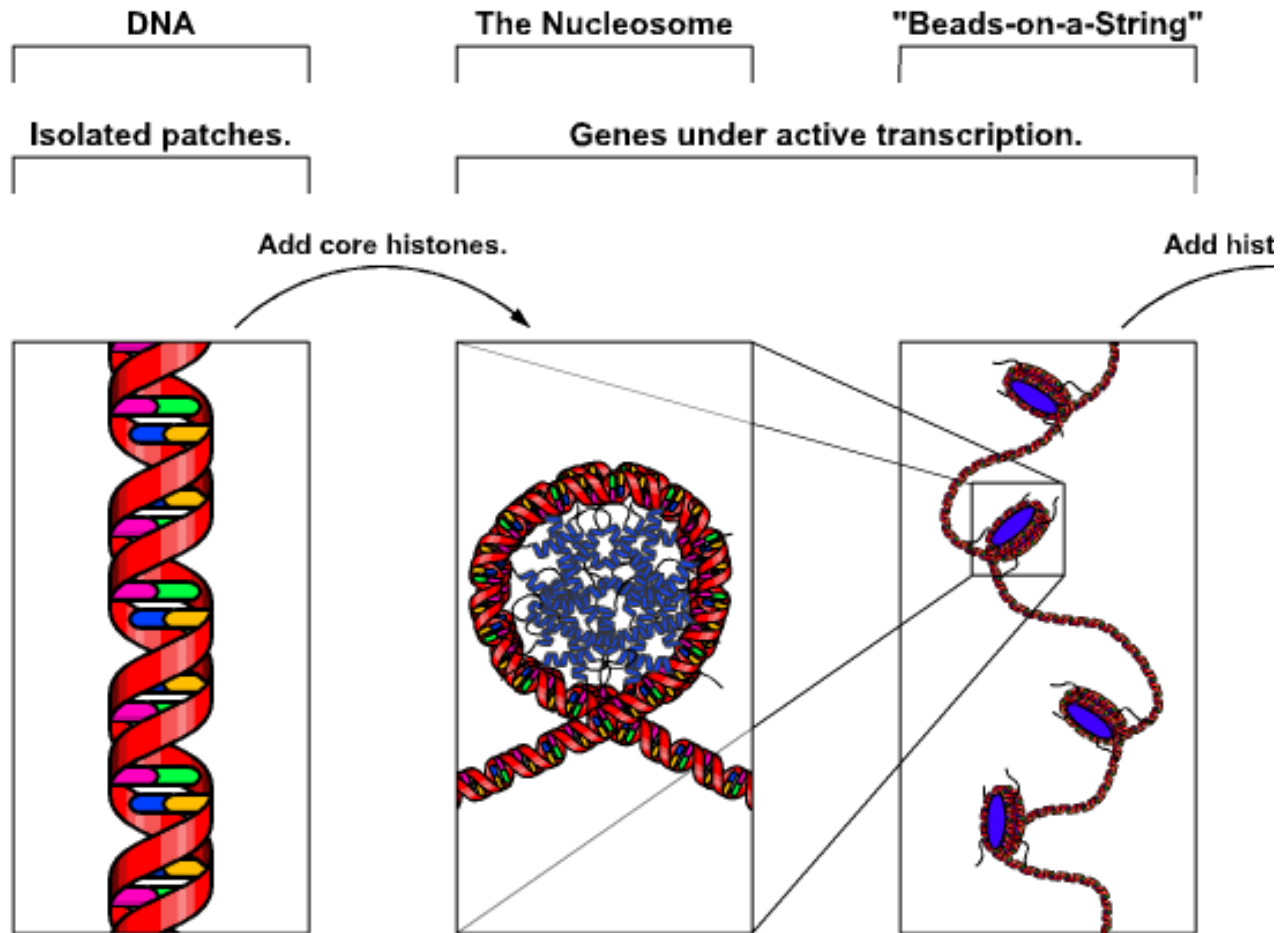 DNA
The Nucleosome
"Beads-on-a-String"
Isolated patches.
Genes under active transcription.
Add core histones.
Add hist